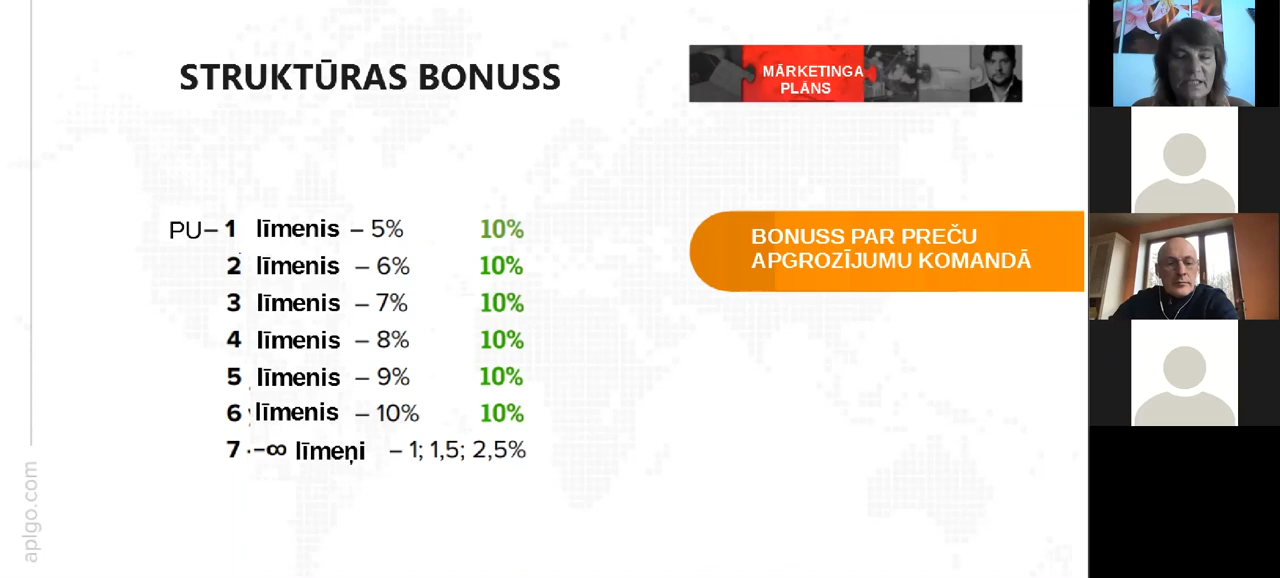 STRUKTŪRAS BONUSS
MĀRKETINGA
PLĀNS
PU– 1 līmenis – 5% 10%
2 līmenis – 6% 10%
3 līmenis – 7% 10%
4 līmenis – 8% 10%
5 līmenis – 9% 10%
6 līmenis – 10% 10%
7 -∞ līmeņi – 1; 1,5; 2,5%
BONUSS PAR PREČU
APGROZĪJUMU KOMANDĀ
aplgo.com